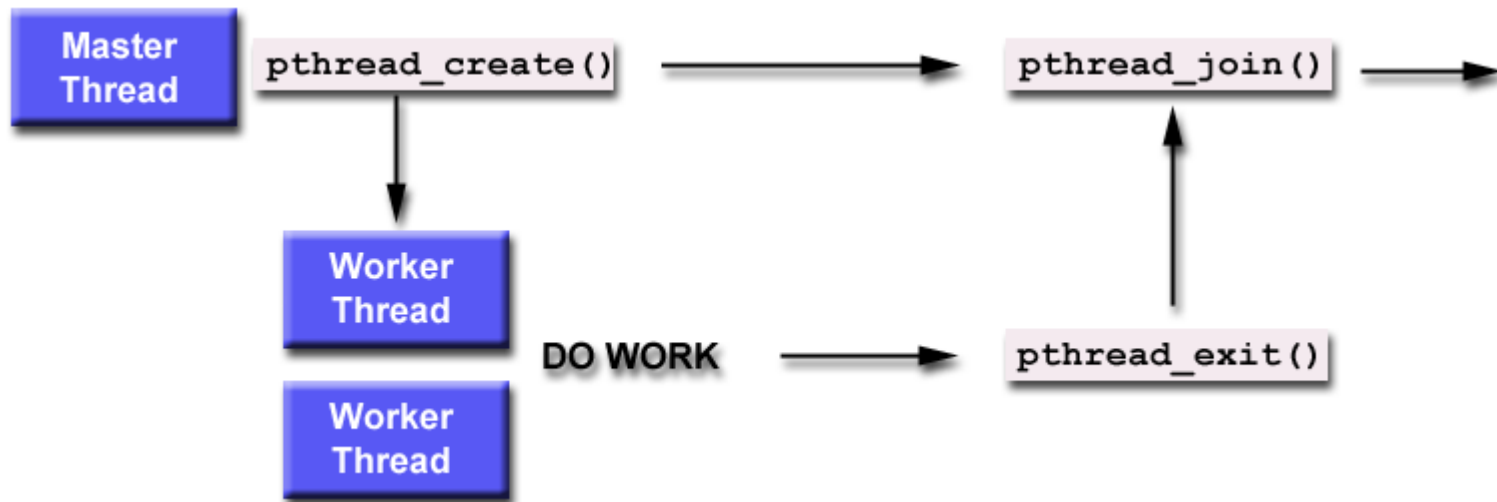 Master
Thread
pthread_create()
pthread_join()
Worker
Thread
DO WORK
pthread_exit()
Worker
Thread